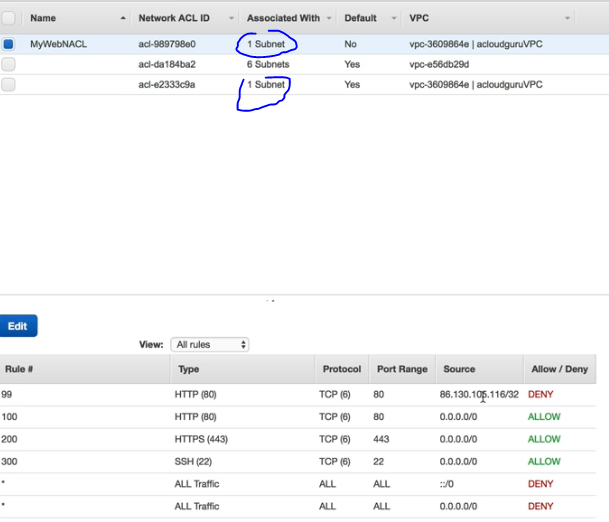 Name Network ACL ID Associated With Default VPC
MyWebNACL acl-989798e0 1 Subnet No vpc-3609864e | acloudguruVPC
acl-da184ba2 6 Subnets Yes vpc-e56db29d
acl-e2333c9a 1 Subnet Yes vpc-3609864e | acloudguruVPC
Edit
View: All rules
Rule # Type Protocol Port Range Source Allow / Deny
99 HTTP (80) TCP (6) 80 86.130.105.116/32 DENY
100 HTTP (80) TCP (6) 80 0.0.0.0/0 ALLOW
200 HTTPS (443) TCP (6) 443 0.0.0.0/0 ALLOW
300 SSH (22) TCP (6) 22 0.0.0.0/0 ALLOW
* ALL Traffic ALL ALL ::/0 DENY
* ALL Traffic ALL ALL 0.0.0.0/0 DENY